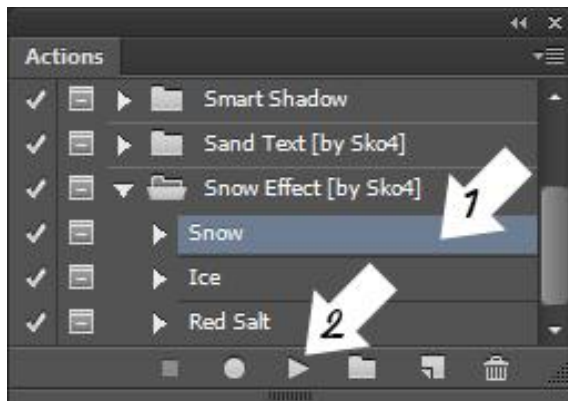 Actions
Smart Shadow
Sand Text [by Sko4]
Snow Effect [by Sko4]
1
Snow
Ice
Red Salt
2